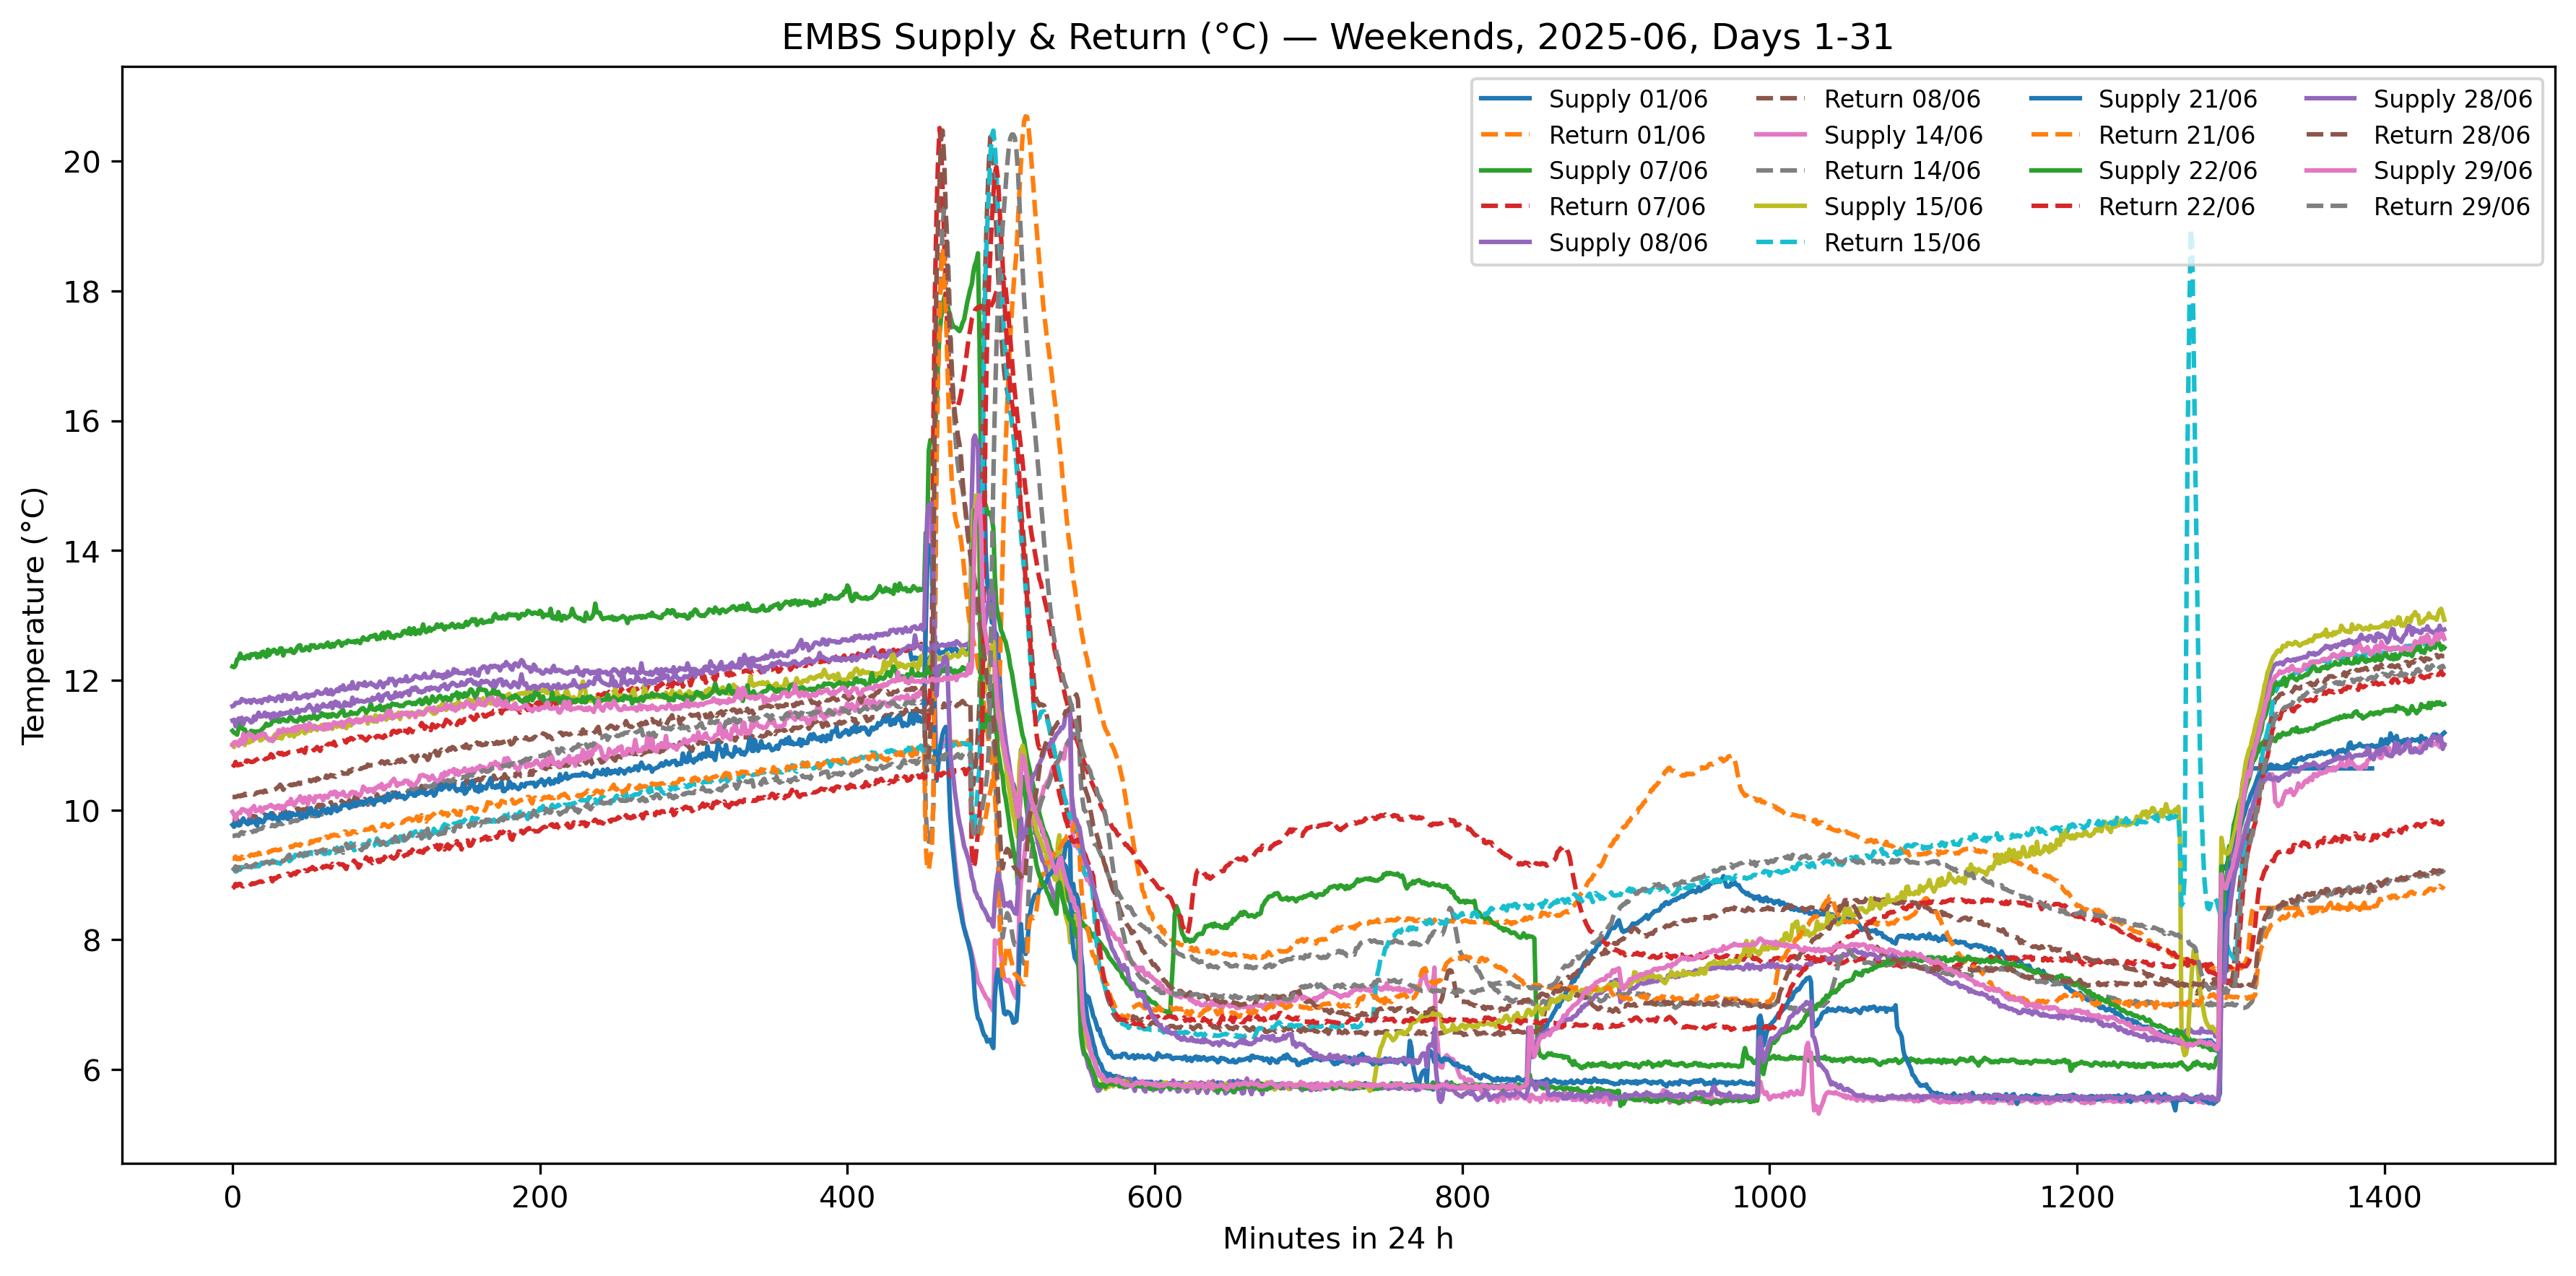 EMBS Supply & Return (°C) — Weekends, 2025-06, Days 1-31
Supply 01/06
Return 01/06
Supply 07/06
Return 07/06
Supply 08/06
Return 08/06
Supply 14/06
Return 14/06
Supply 15/06
Return 15/06
Supply 21/06
Return 21/06
Supply 22/06
Return 22/06
Supply 28/06
Return 28/06
Supply 29/06
Return 29/06
Temperature (°C)
20
18
16
14
12
10
8
6
0 200 400 600 800 1000 1200 1400
Minutes in 24 h